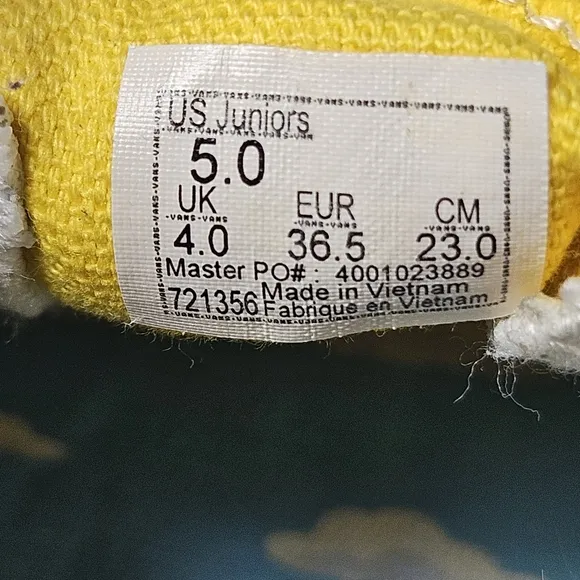 US Juniors
5.0
UK EUR CM
4.0 36.5 23.0
Master PO# : 4001023889
721356 Made in Vietnam
Fabrique en Vietnam